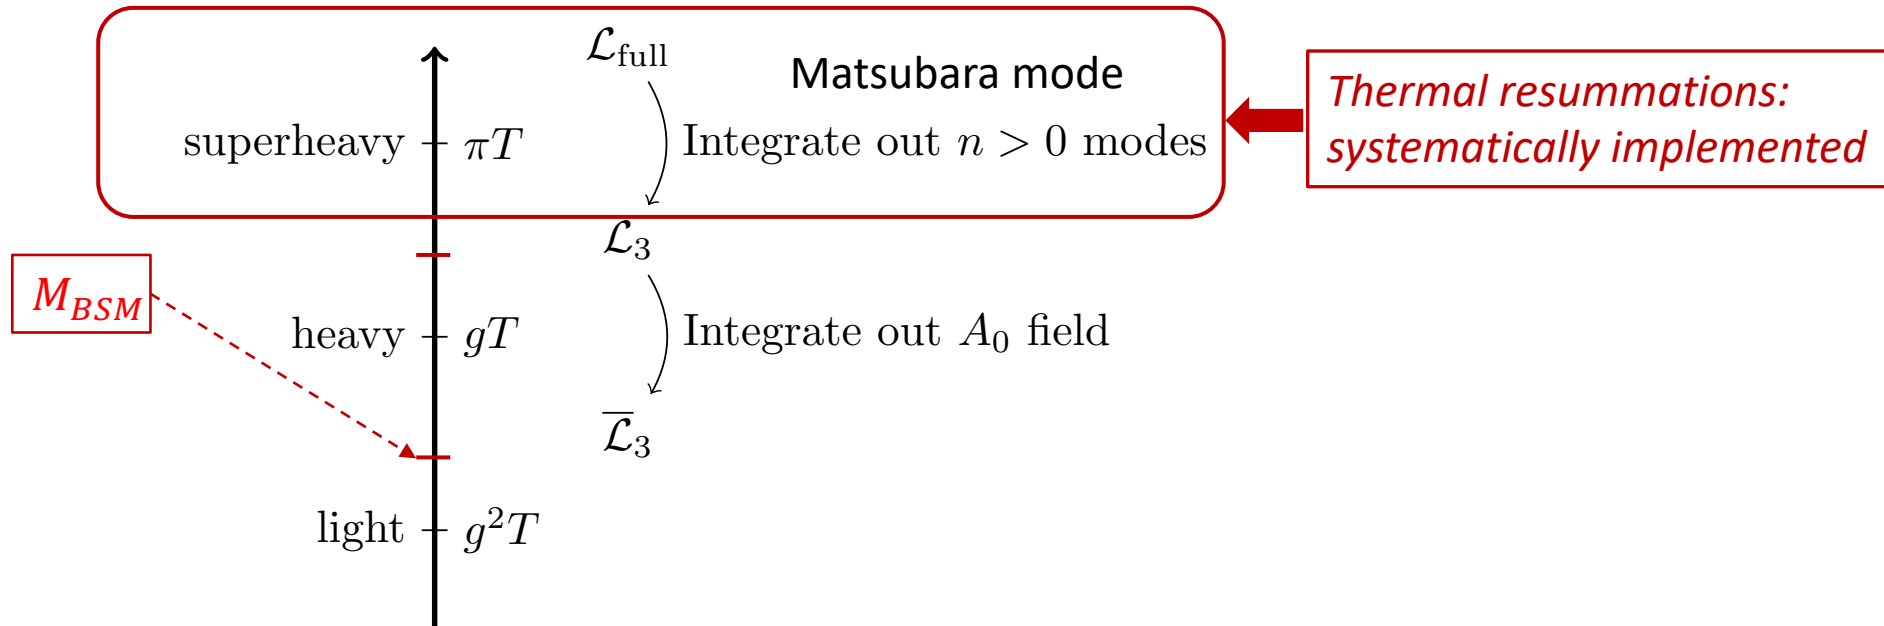 ℒ_full
Matsubara mode
superheavy πT
Integrate out n > 0 modes
Thermal resummations:
systematically implemented
ℒ₃
M_BSM
heavy gT
Integrate out A₀ field
ℒ̅₃
light g²T